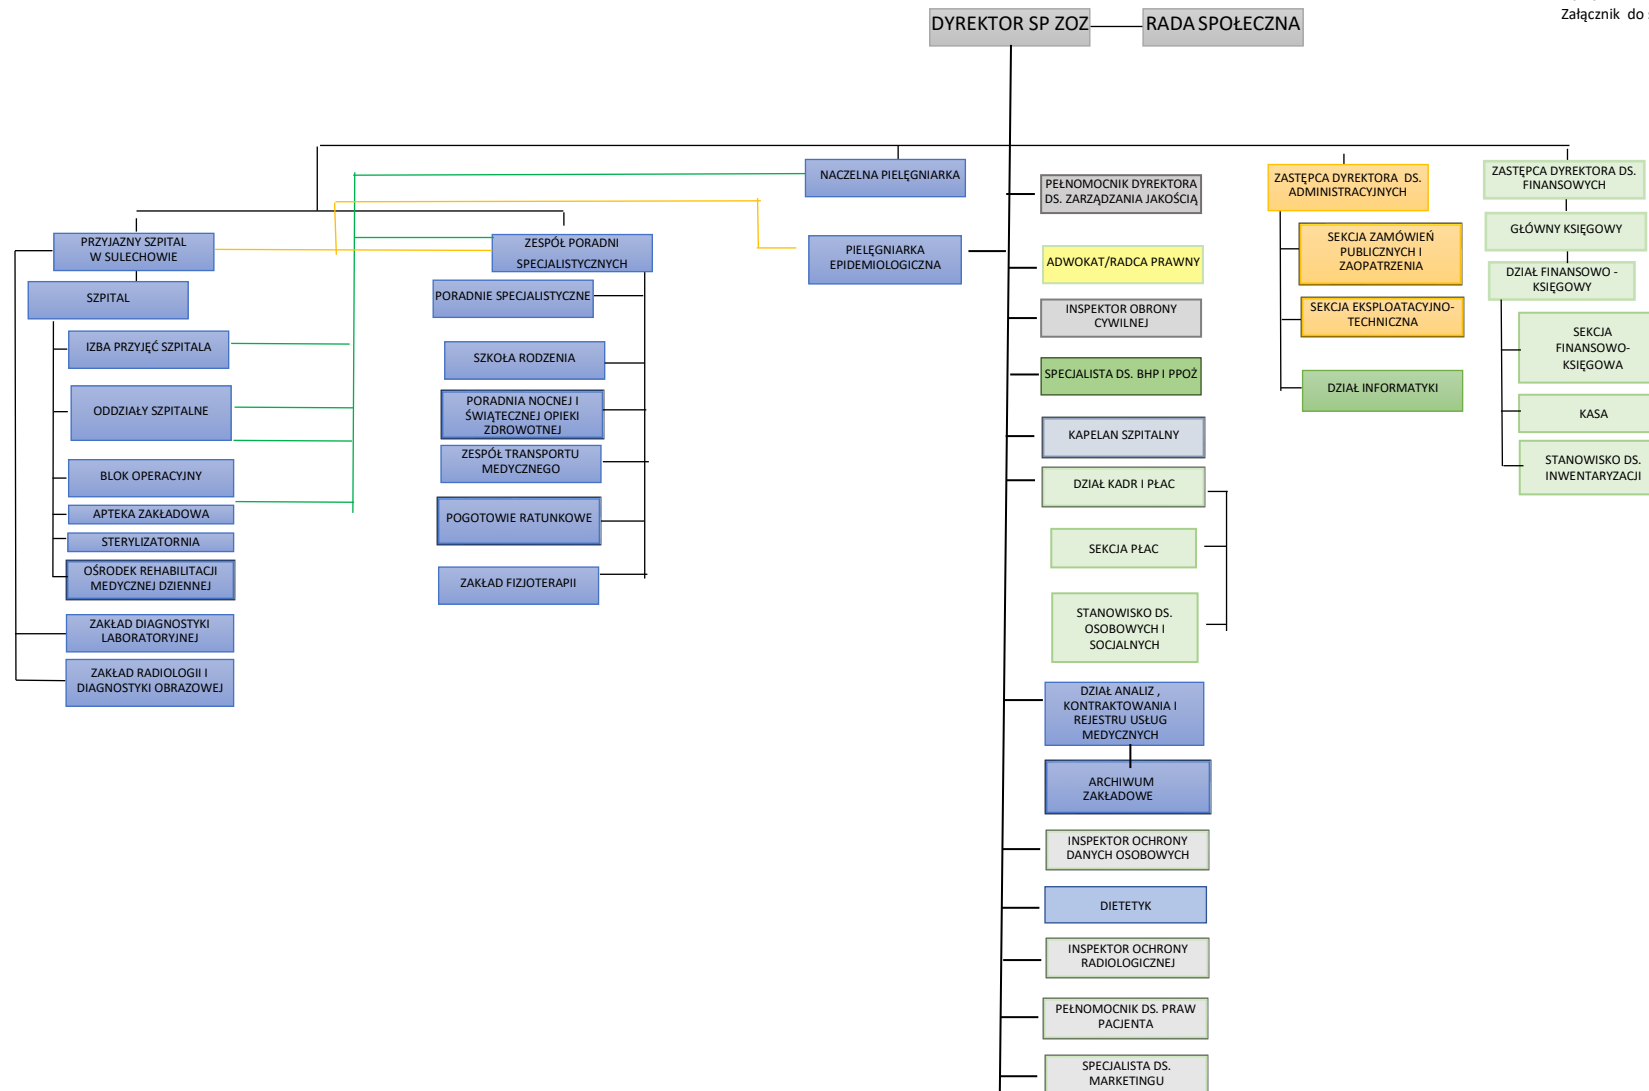 Załącznik do
DYREKTOR SP ZOZ
RADA SPOŁECZNA
NACZELNA PIELĘGNIARKA
PIELĘGNIARKA
EPIDEMIOLOGICZNA
PRZYJAZNY SZPITAL
W SULECHOWIE
SZPITAL
IZBA PRZYJĘĆ SZPITALA
ODDZIAŁY SZPITALNE
BLOK OPERACYJNY
APTEKA ZAKŁADOWA
STERYLIZATORNIA
OŚRODEK REHABILITACJI
MEDYCZNEJ DZIENNEJ
ZAKŁAD DIAGNOSTYKI
LABORATORYJNEJ
ZAKŁAD RADIOLOGII I
DIAGNOSTYKI OBRAZOWEJ
ZESPÓŁ PORADNI
SPECJALISTYCZNYCH
PORADNIE SPECJALISTYCZNE
SZKOŁA RODZENIA
PORADNIA NOCNEJ I
ŚWIĄTECZNEJ OPIEKI
ZDROWOTNEJ
ZESPÓŁ TRANSPORTU
MEDYCZNEGO
POGOTOWIE RATUNKOWE
ZAKŁAD FIZJOTERAPII
PEŁNOMOCNIK DYREKTORA
DS. ZARZĄDZANIA JAKOŚCIĄ
ADWOKAT/RADCA PRAWNY
INSPEKTOR OBRONY
CYWILNEJ
SPECJALISTA DS. BHP I PPOŻ
KAPELAN SZPITALNY
DZIAŁ KADR I PŁAC
SEKCJA PŁAC
STANOWISKO DS.
OSOBOWYCH I
SOCJALNYCH
DZIAŁ ANALIZ ,
KONTRAKTOWANIA I
REJESTRU USŁUG
MEDYCZNYCH
ARCHIWUM
ZAKŁADOWE
INSPEKTOR OCHRONY
DANYCH OSOBOWYCH
DIETETYK
INSPEKTOR OCHRONY
RADIOLOGICZNEJ
PEŁNOMOCNIK DS. PRAW
PACJENTA
SPECJALISTA DS.
MARKETINGU
ZASTĘPCA DYREKTORA DS.
ADMINISTRACYJNYCH
SEKCJA ZAMÓWIEŃ
PUBLICZNYCH I
ZAOPATRZENIA
SEKCJA EKSPLOATACYJNO-
TECHNICZNA
DZIAŁ INFORMATYKI
ZASTĘPCA DYREKTORA DS.
FINANSOWYCH
GŁÓWNY KSIĘGOWY
DZIAŁ FINANSOWO -
KSIĘGOWY
SEKCJA
FINANSOWO-
KSIĘGOWA
KASA
STANOWISKO DS.
INWENTARYZACJI